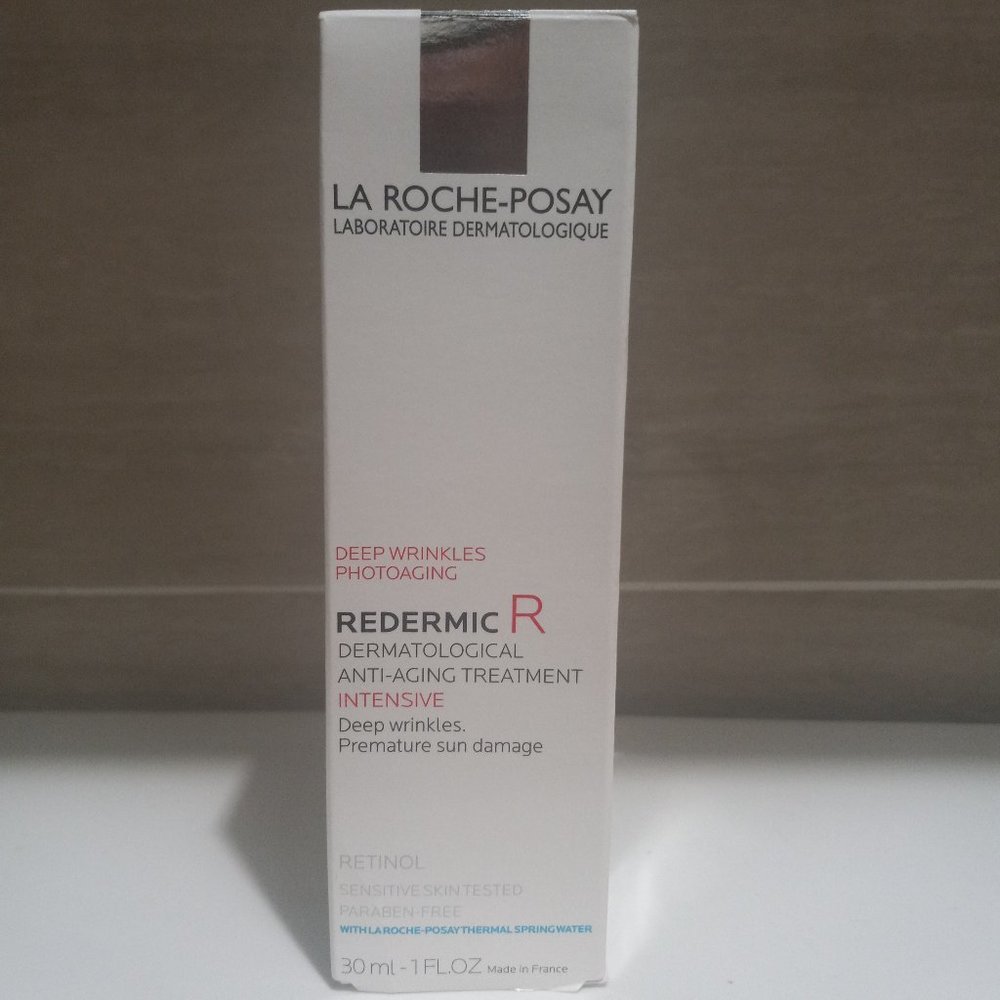 LA ROCHE-POSAY
LABORATOIRE DERMATOLOGIQUE
DEEP WRINKLES
PHOTOAGING
REDERMIC R
DERMATOLOGICAL
ANTI-AGING TREATMENT
INTENSIVE
Deep wrinkles.
Premature sun damage
RETINOL
SENSITIVE SKIN TESTED
PARABEN-FREE
WITH LA ROCHE-POSAY THERMAL SPRING WATER
30 ml - 1 FL.OZ Made in France